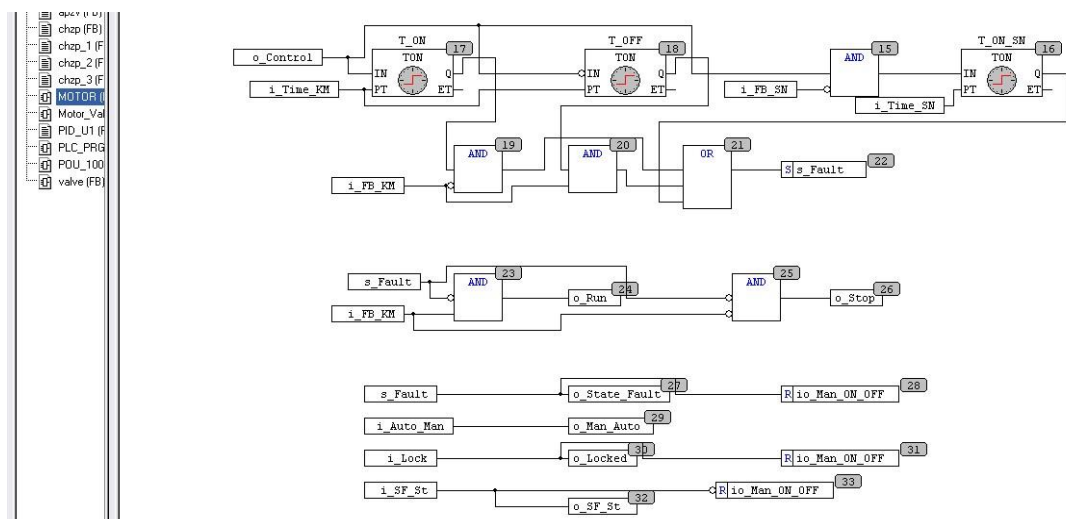 apzv (FB)
chzp (FB)
chzp_1 (F
chzp_2 (F
chzp_3 (F
MOTOR (
Motor_Val
PID_U1 (F
PLC_PRG
POU_100
valve (FB)
T_ON
17
T_OFF
18
15
T_ON_SN
16
o_Control
TON
TON
AND
TON
IN
Q
IN
Q
IN
Q
i_Time_KM
PT
ET
PT
ET
i_FB_SN
PT
ET
i_Time_SN
19
20
21
AND
AND
OR
22
S s_Fault
i_FB_KM
23
25
s_Fault
AND
AND
24
o_Run
26
o_Stop
i_FB_KM
27
28
s_Fault
o_State_Fault
R io_Man_ON_OFF
29
i_Auto_Man
o_Man_Auto
30
31
i_Lock
o_Locked
R io_Man_ON_OFF
33
i_SF_St
R io_Man_ON_OFF
32
o_SF_St